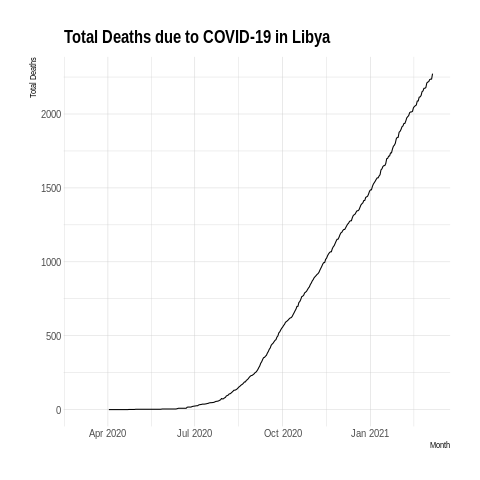 Total Deaths due to COVID-19 in Libya
Total Deaths
2000
1500
1000
500
0
Apr 2020
Jul 2020
Oct 2020
Jan 2021
Month